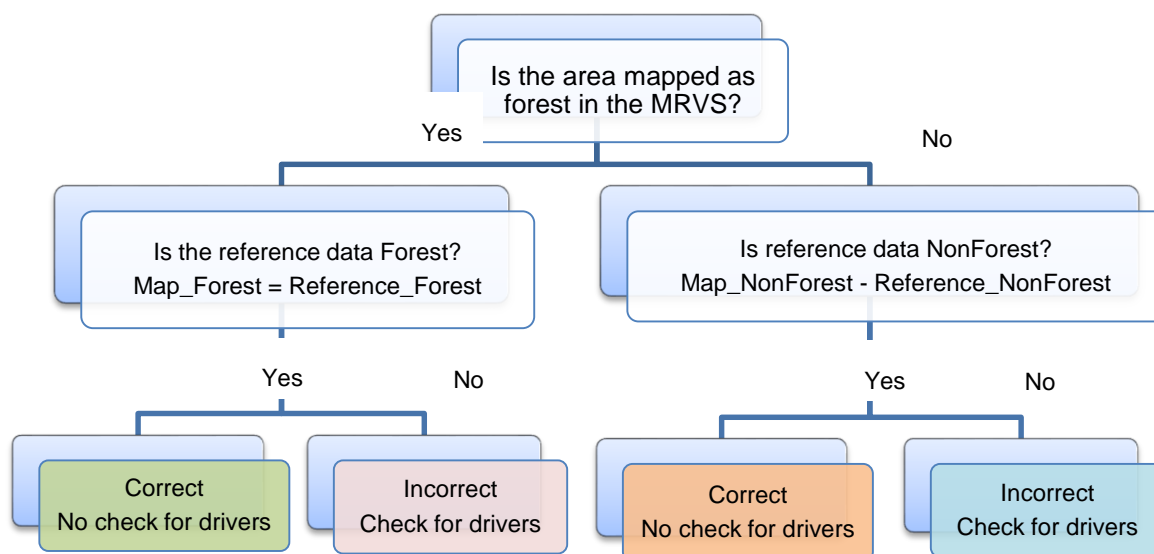 Is the area mapped as
forest in the MRVS?
Yes
No
Is the reference data Forest?
Map_Forest = Reference_Forest
Is reference data NonForest?
Map_NonForest - Reference_NonForest
Yes
No
Yes
No
Correct
No check for drivers
Incorrect
Check for drivers
Correct
No check for drivers
Incorrect
Check for drivers